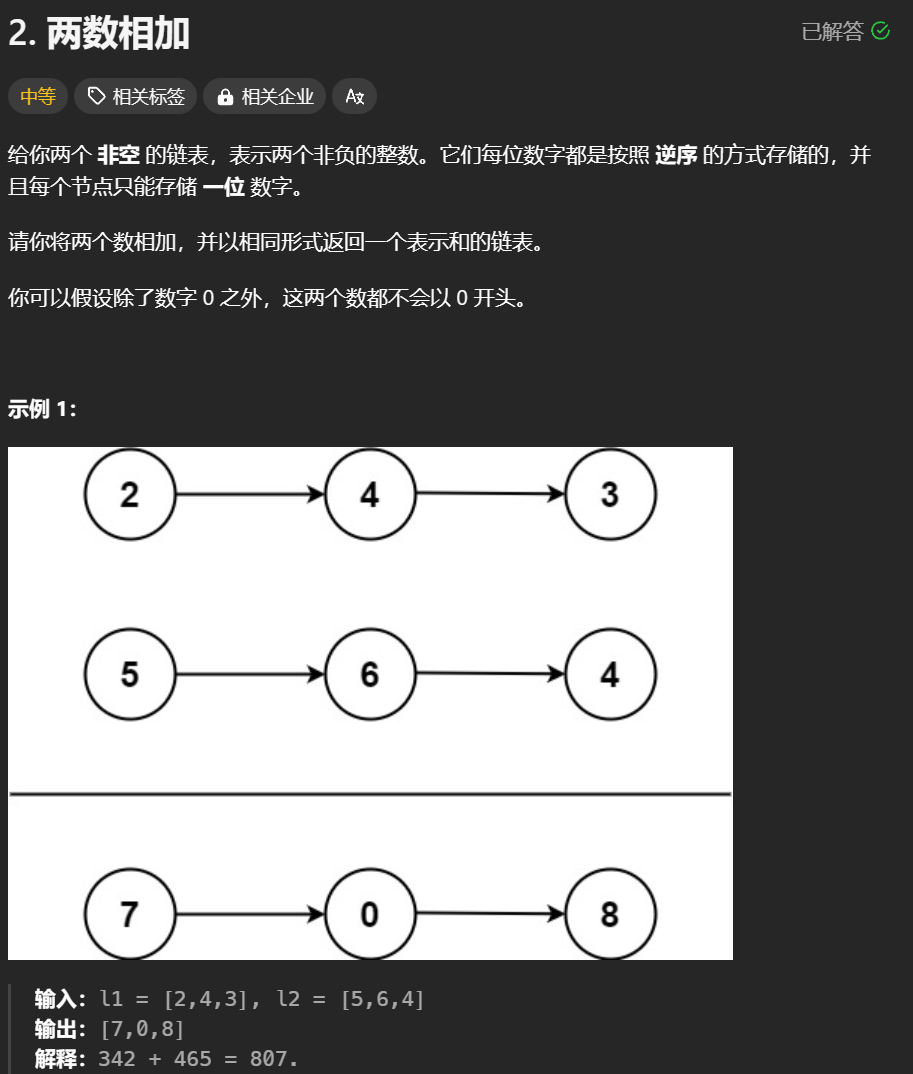 2. 两数相加
已解答
中等
相关标签
相关企业
给你两个 非空 的链表，表示两个非负的整数。它们每位数字都是按照 逆序 的方式存储的，并
且每个节点只能存储 一位 数字。
请你将两个数相加，并以相同形式返回一个表示和的链表。
你可以假设除了数字 0 之外，这两个数都不会以 0 开头。
示例 1：
2
4
3
5
6
4
7
0
8
输入：l1 = [2,4,3], l2 = [5,6,4]
输出：[7,0,8]
解释：342 + 465 = 807.